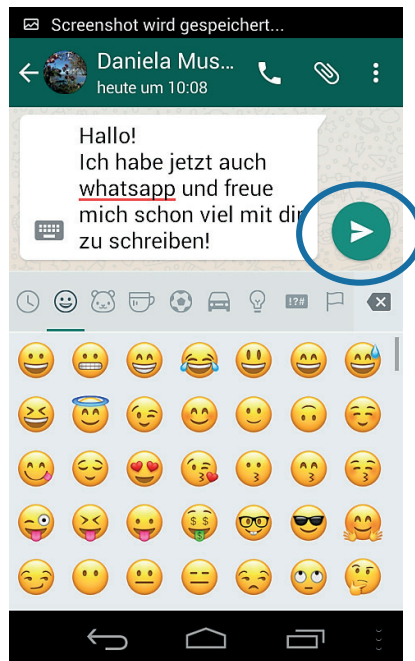 Screenshot wird gespeichert...
Daniela Mus...
heute um 10:08
Hallo!
Ich habe jetzt auch
whatsapp und freue
mich schon viel mit dir
zu schreiben!
!?#